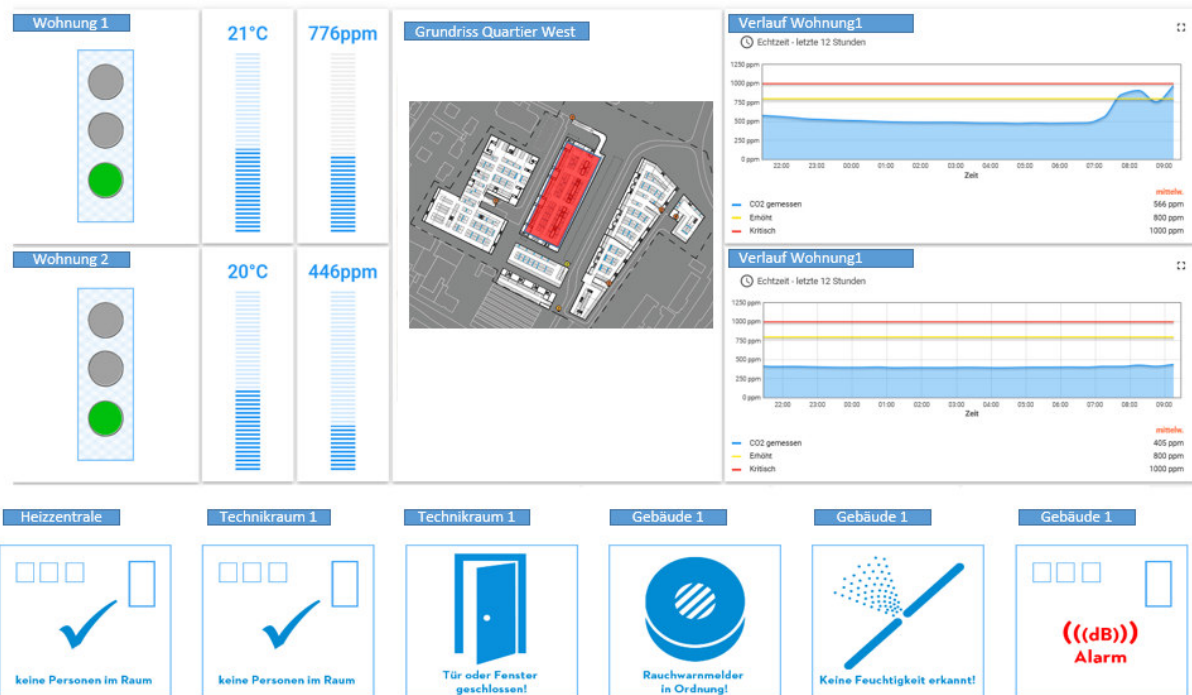 Wohnung 1
21°C
776ppm
Grundriss Quartier West
Verlauf Wohnung1
Echtzeit - letzte 12 Stunden
1250 ppm
1000 ppm
750 ppm
500 ppm
250 ppm
0 ppm
22:00 23:00 00:00 01:00 02:00 03:00 04:00 05:00 06:00 07:00 08:00 09:00
Zeit
mittelw.
CO2 gemessen 566 ppm
Erhöht 800 ppm
Kritisch 1000 ppm
Wohnung 2
20°C
446ppm
Verlauf Wohnung1
Echtzeit - letzte 12 Stunden
1250 ppm
1000 ppm
750 ppm
500 ppm
250 ppm
0 ppm
22:00 23:00 00:00 01:00 02:00 03:00 04:00 05:00 06:00 07:00 08:00 09:00
Zeit
mittelw.
CO2 gemessen 405 ppm
Erhöht 800 ppm
Kritisch 1000 ppm
Heizzentrale
keine Personen im Raum
Technikraum 1
keine Personen im Raum
Technikraum 1
Tür oder Fenster
geschlossen!
Gebäude 1
Rauchwarnmelder
in Ordnung!
Gebäude 1
Keine Feuchtigkeit erkannt!
Gebäude 1
(((dB)))
Alarm